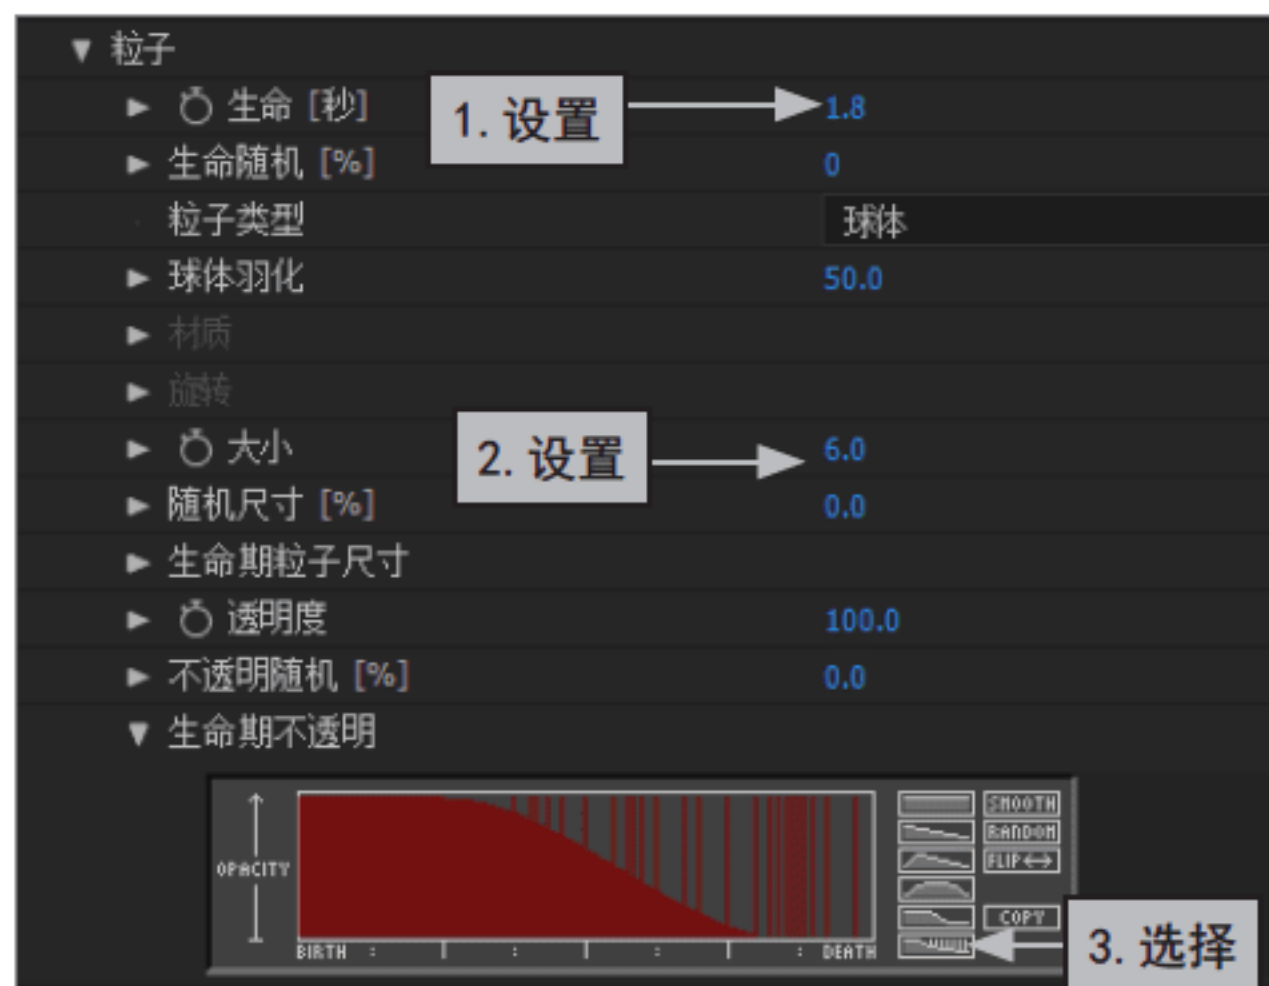 粒子
生命 [秒] 1. 设置 1.8
生命随机 [%] 0
粒子类型 球体
球体羽化 50.0
材质
旋转
大小 2. 设置 6.0
随机尺寸 [%] 0.0
生命期粒子尺寸
透明度 100.0
不透明随机 [%] 0.0
生命期不透明
SMOOTH
RANDOM
OPACITY FLIP
COPY
BIRTH DEATH 3. 选择